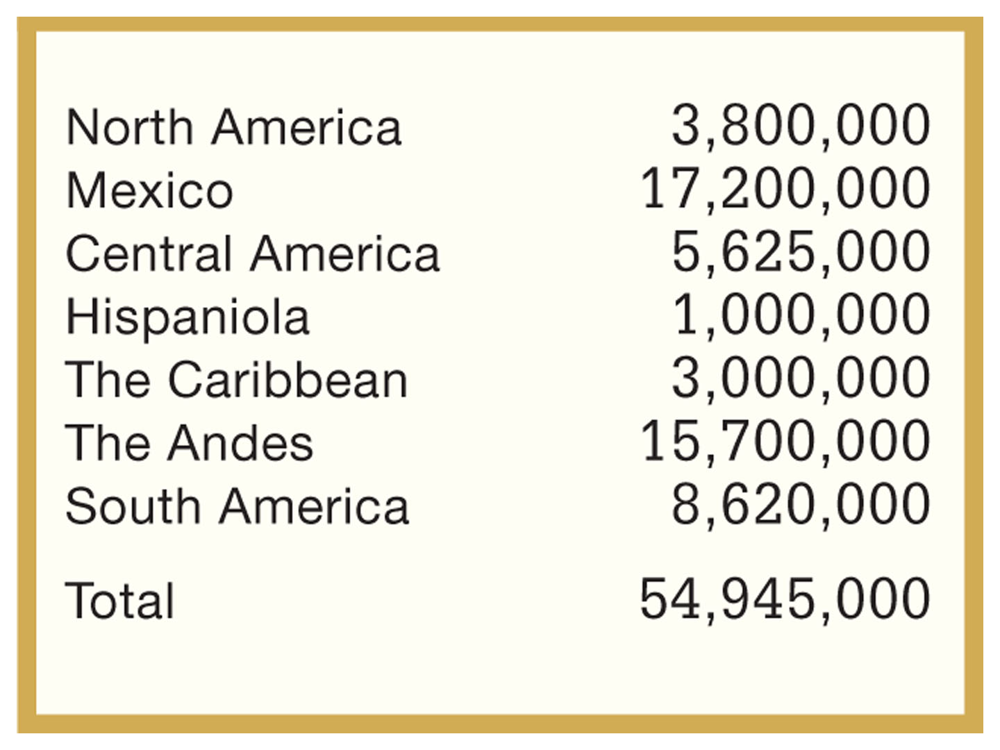 North America 3,800,000
Mexico 17,200,000
Central America 5,625,000
Hispaniola 1,000,000
The Caribbean 3,000,000
The Andes 15,700,000
South America 8,620,000
Total 54,945,000